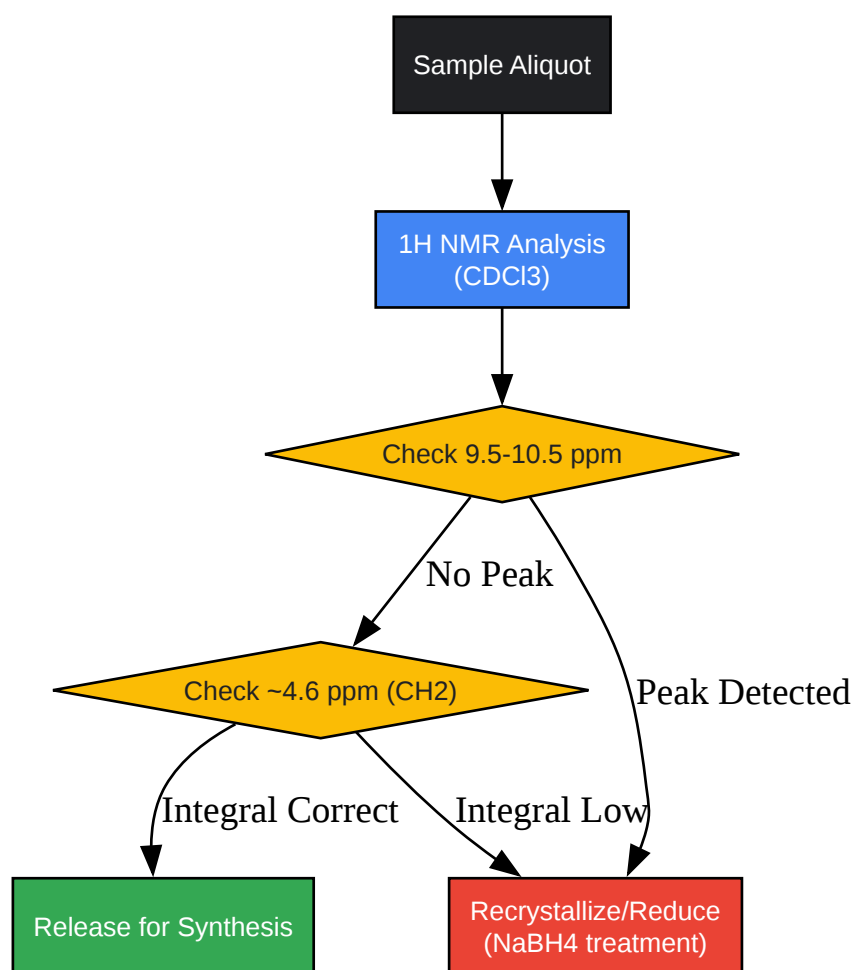 Sample Aliquot
1H NMR Analysis
(CDCl3)
Check 9.5-10.5 ppm
No Peak
Check ~4.6 ppm (CH2)
Peak Detected
Integral Correct
Integral Low
Release for Synthesis
Recrystallize/Reduce
(NaBH4 treatment)